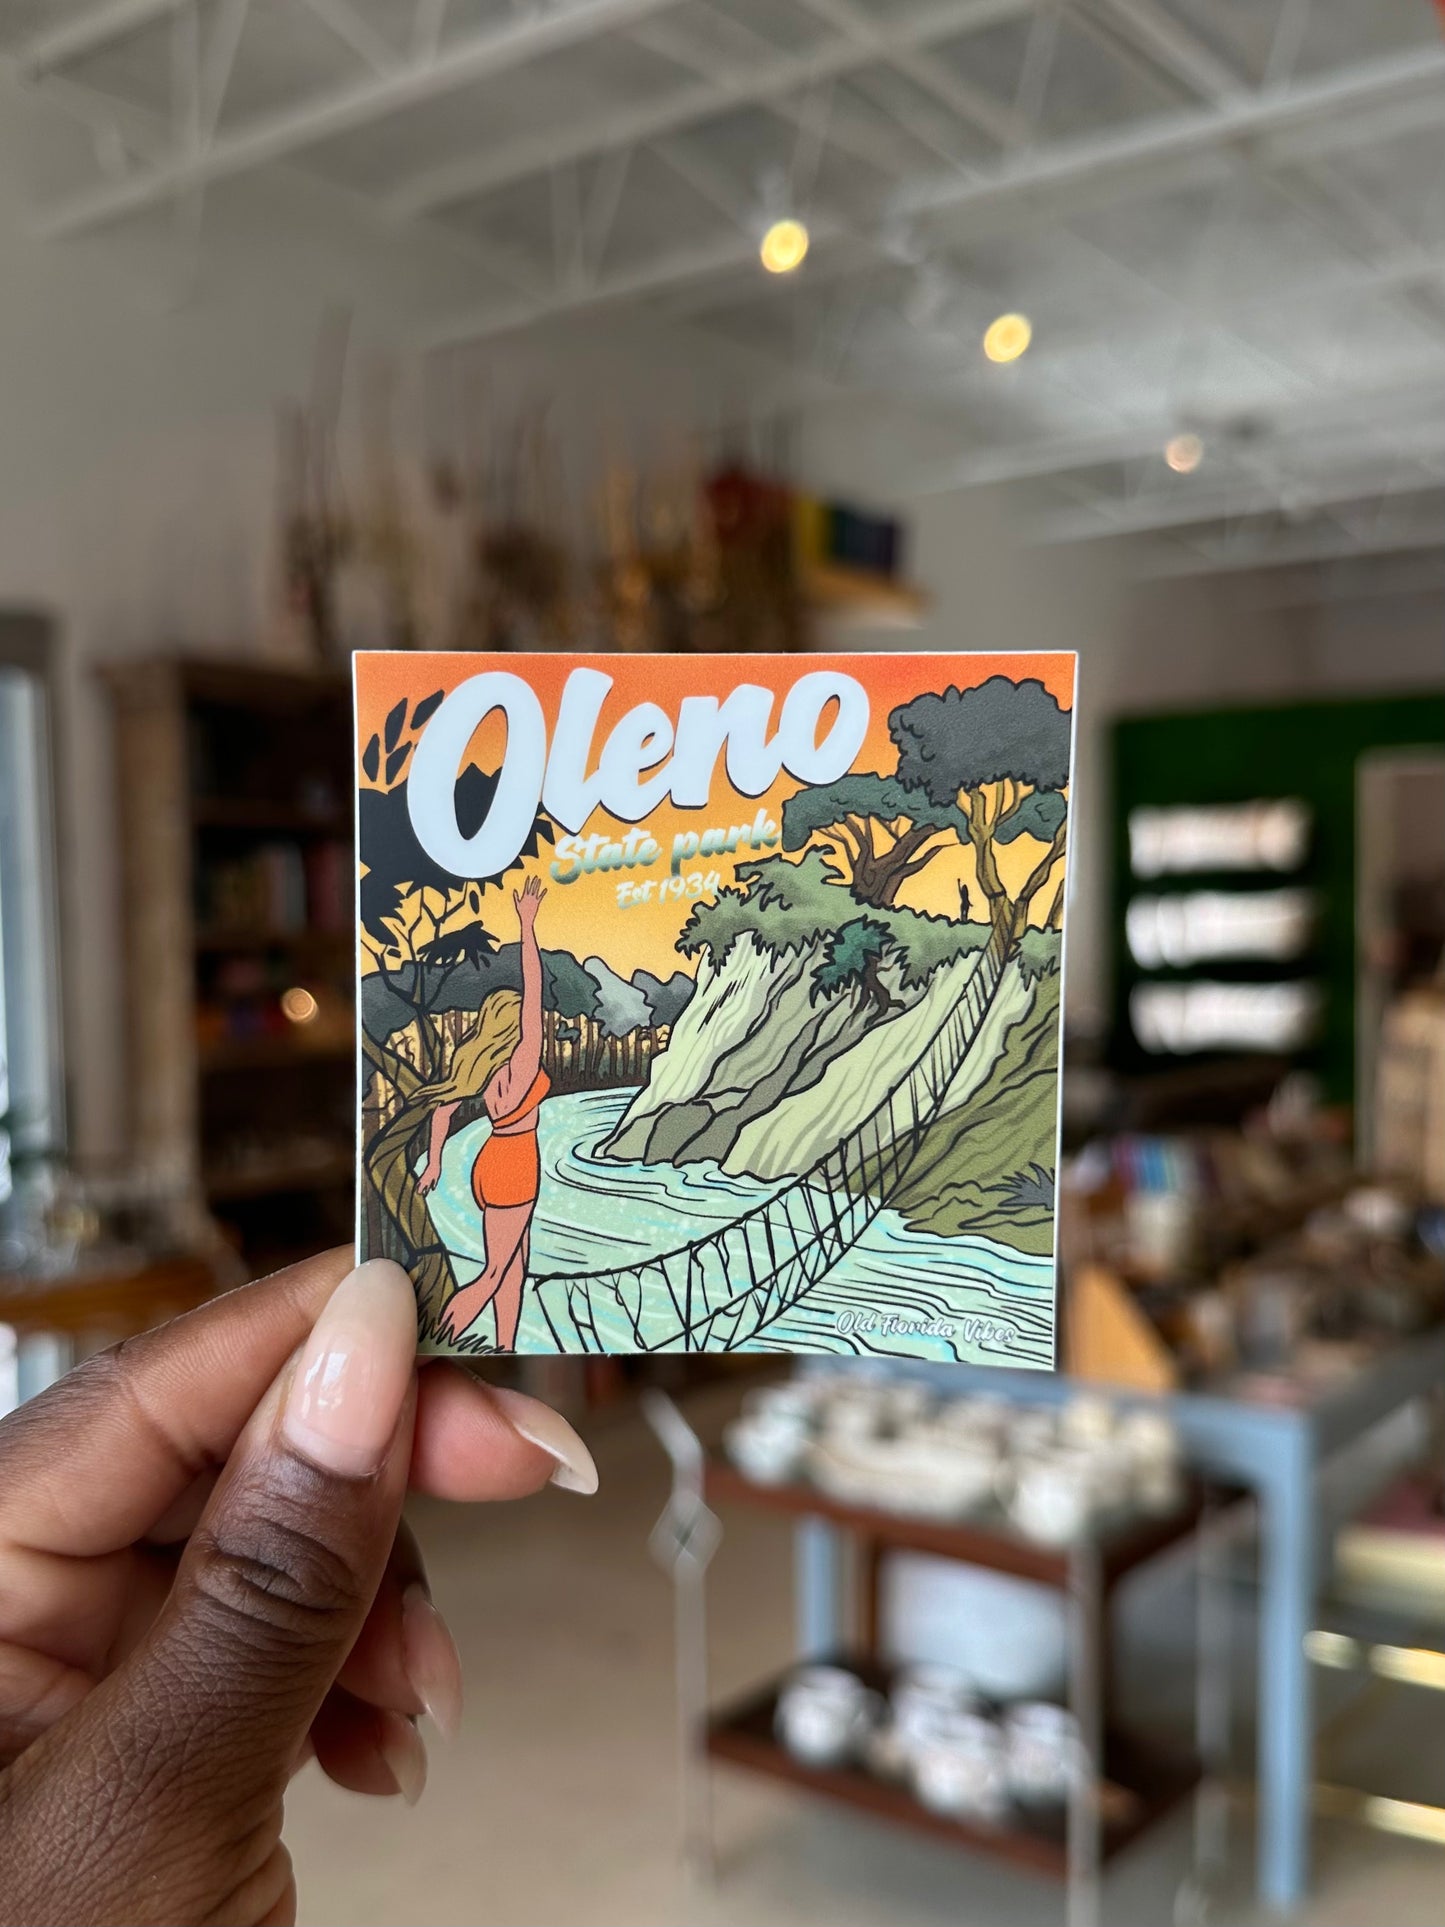 Oleno
State park
Est 1934
Old Florida Vibes